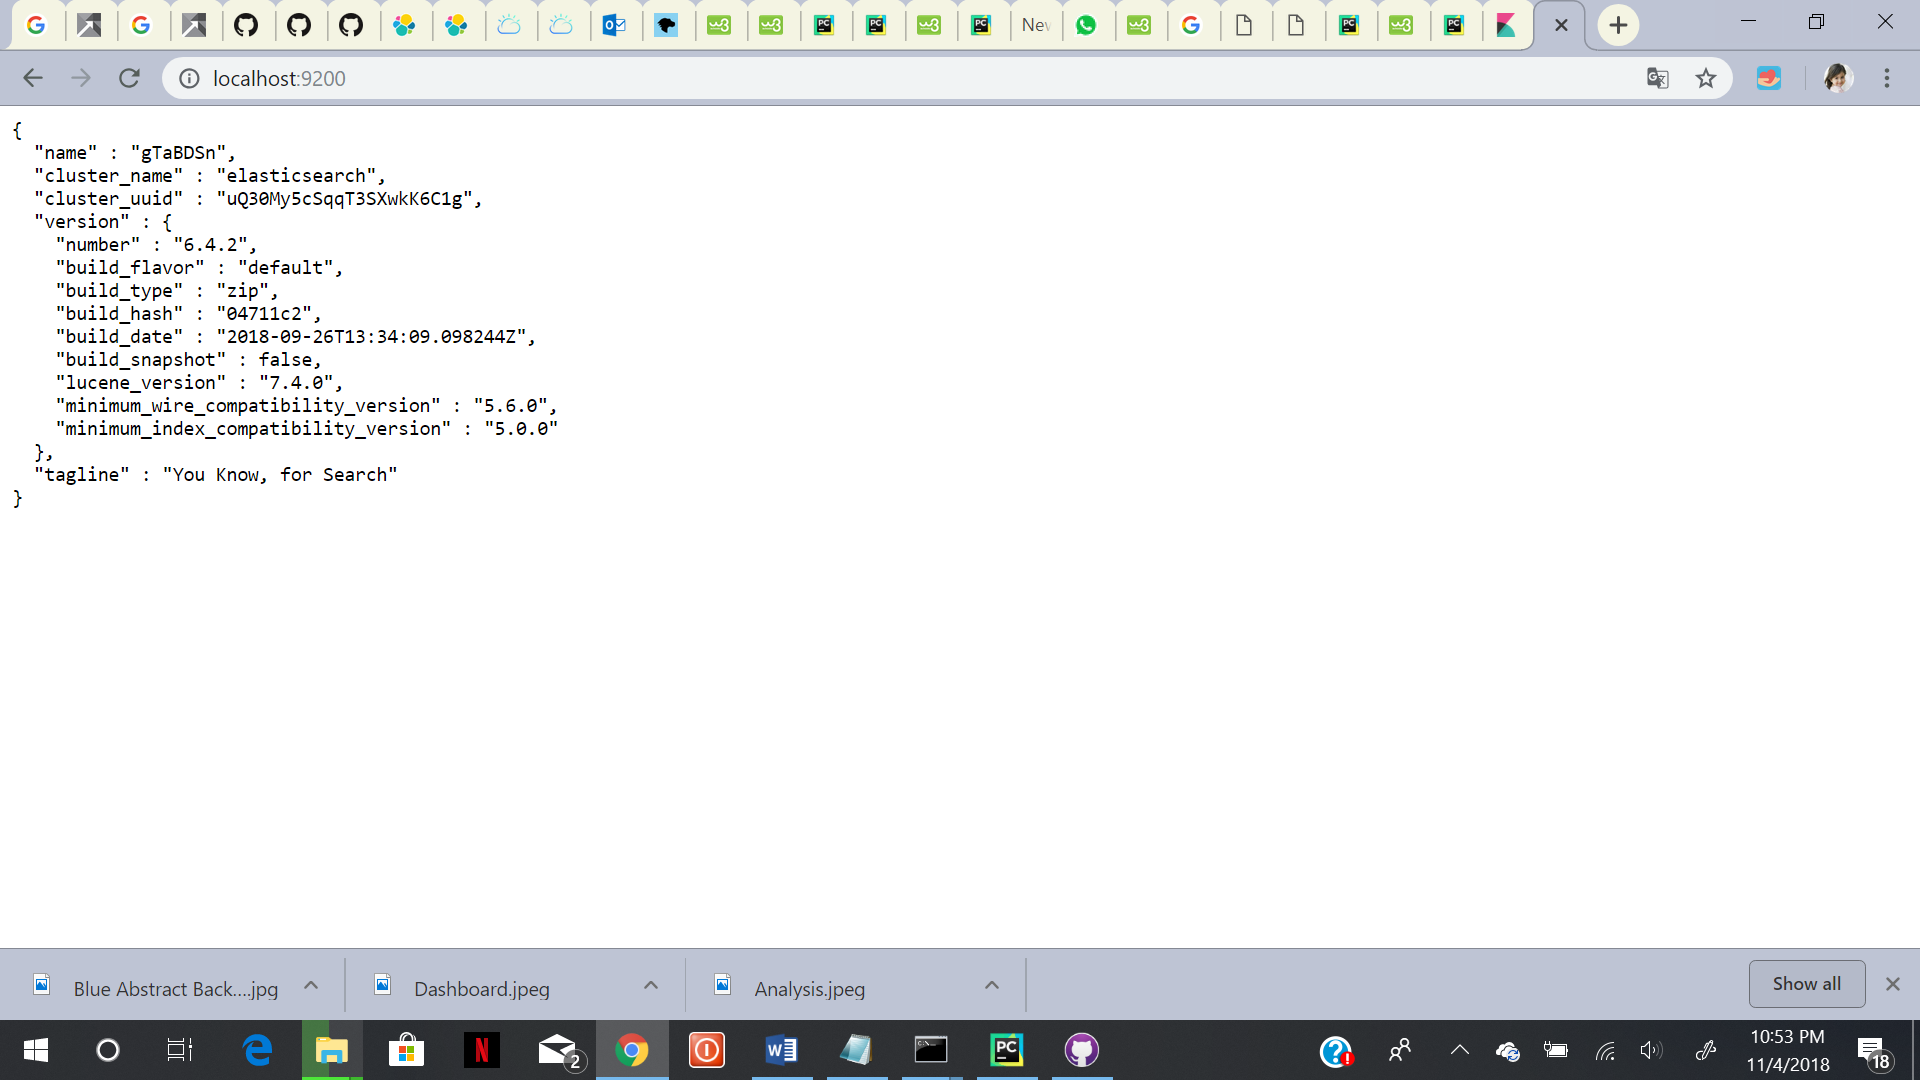 New
localhost:9200
{
"name" : "gTaBDSn",
"cluster_name" : "elasticsearch",
"cluster_uuid" : "uQ30My5cSqqT3SXwkK6C1g",
"version" : {
"number" : "6.4.2",
"build_flavor" : "default",
"build_type" : "zip",
"build_hash" : "04711c2",
"build_date" : "2018-09-26T13:34:09.098244Z",
"build_snapshot" : false,
"lucene_version" : "7.4.0",
"minimum_wire_compatibility_version" : "5.6.0",
"minimum_index_compatibility_version" : "5.0.0"
},
"tagline" : "You Know, for Search"
}
Blue Abstract Back....jpg
Dashboard.jpeg
Analysis.jpeg
Show all
2
10:53 PM
11/4/2018
18